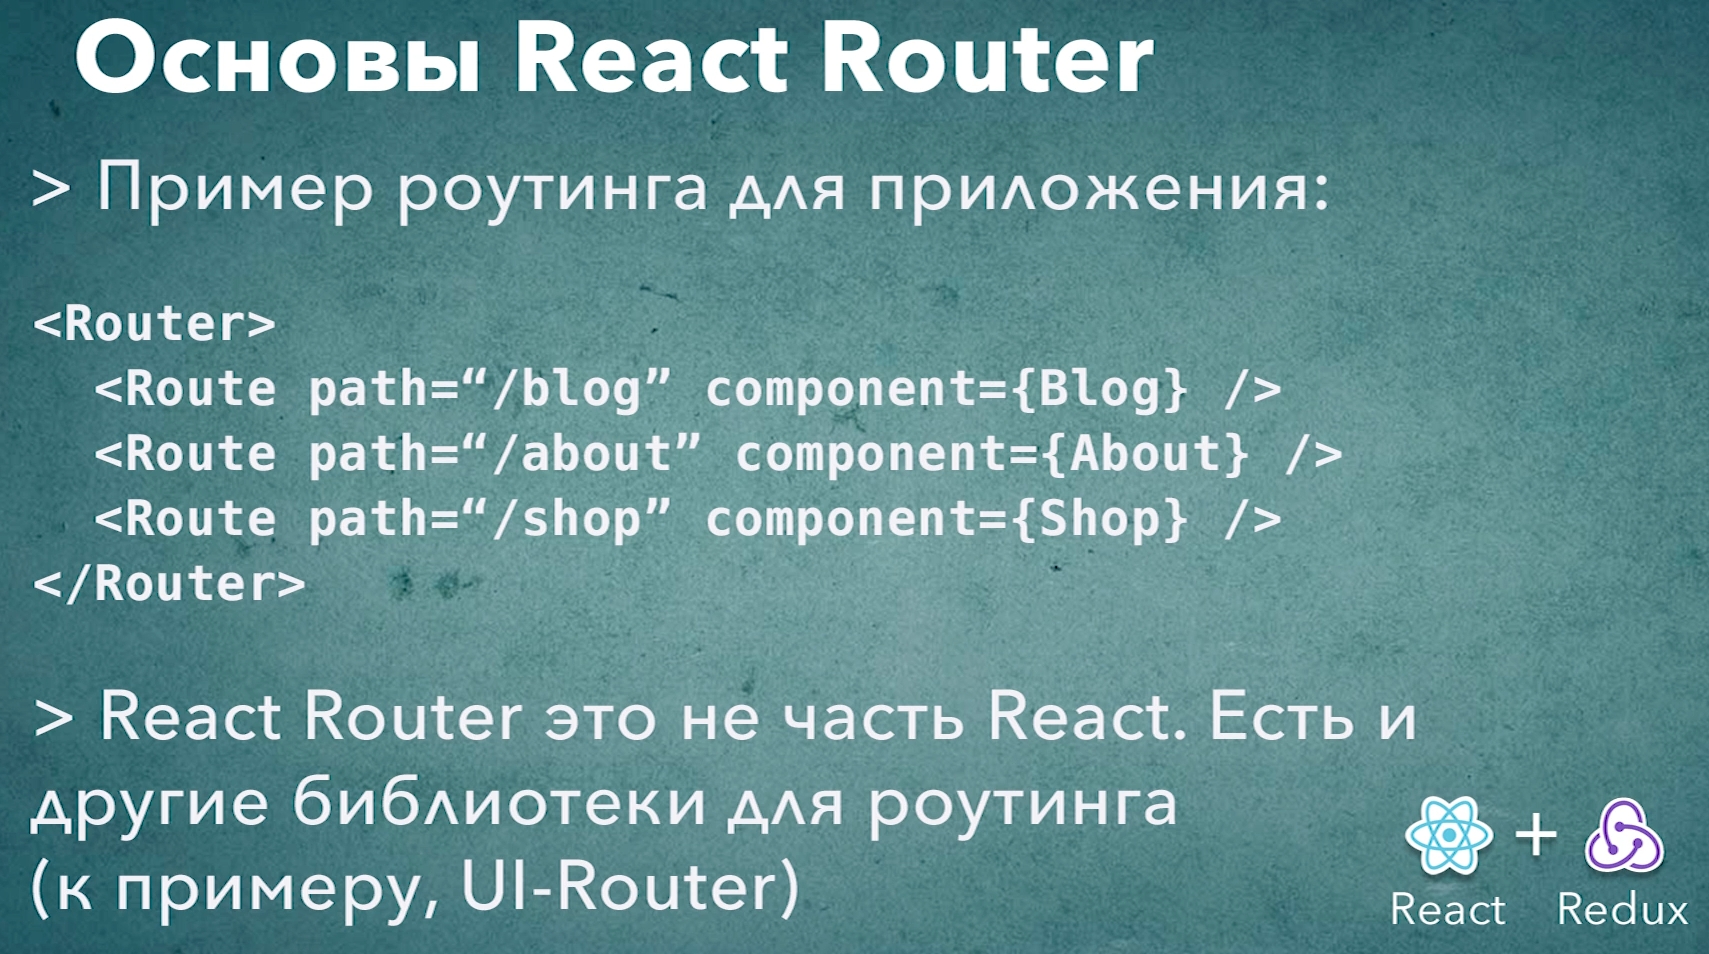 Основы React Router
> Пример роутинга для приложения:
<Router>
  <Route path=“/blog” component={Blog} />
  <Route path=“/about” component={About} />
  <Route path=“/shop” component={Shop} />
</Router>
> React Router это не часть React. Есть и
другие библиотеки для роутинга
(к примеру, UI-Router)
+
React Redux